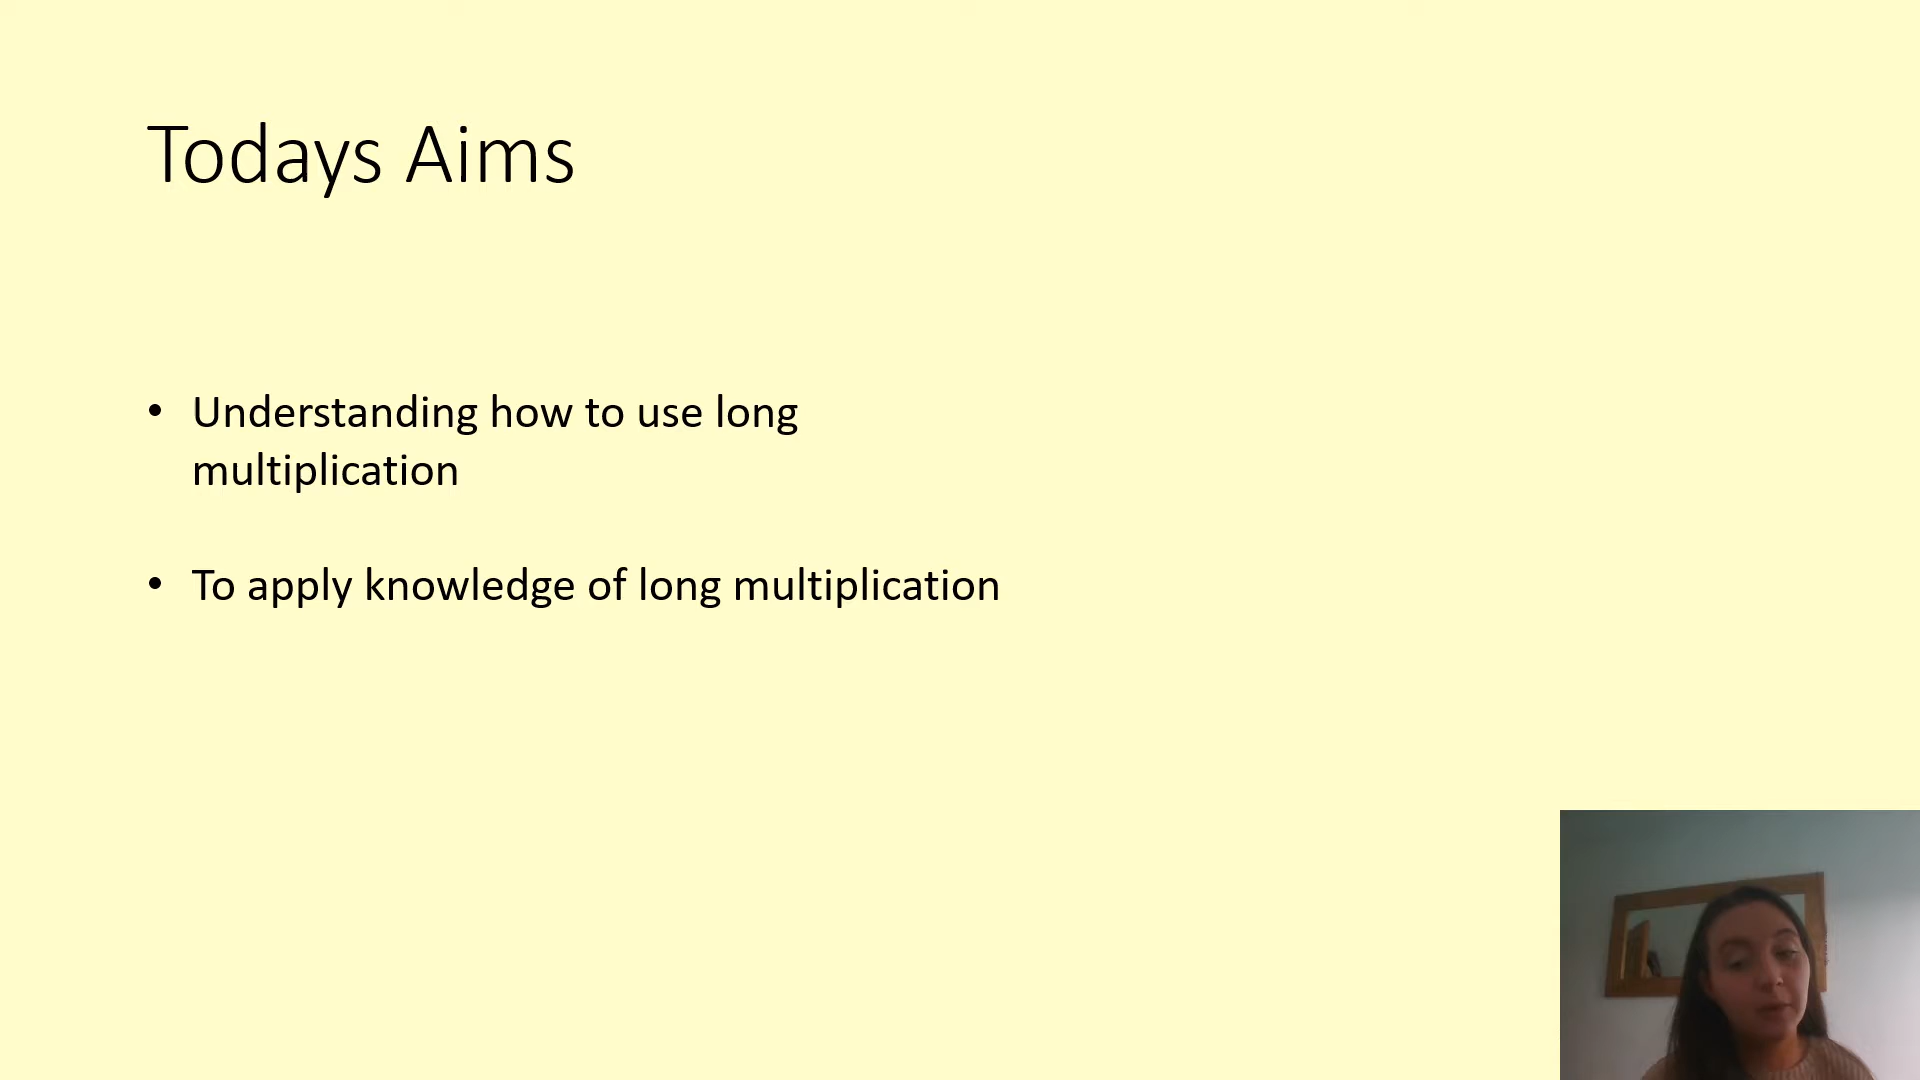 Todays Aims
• Understanding how to use long
multiplication
• To apply knowledge of long multiplication